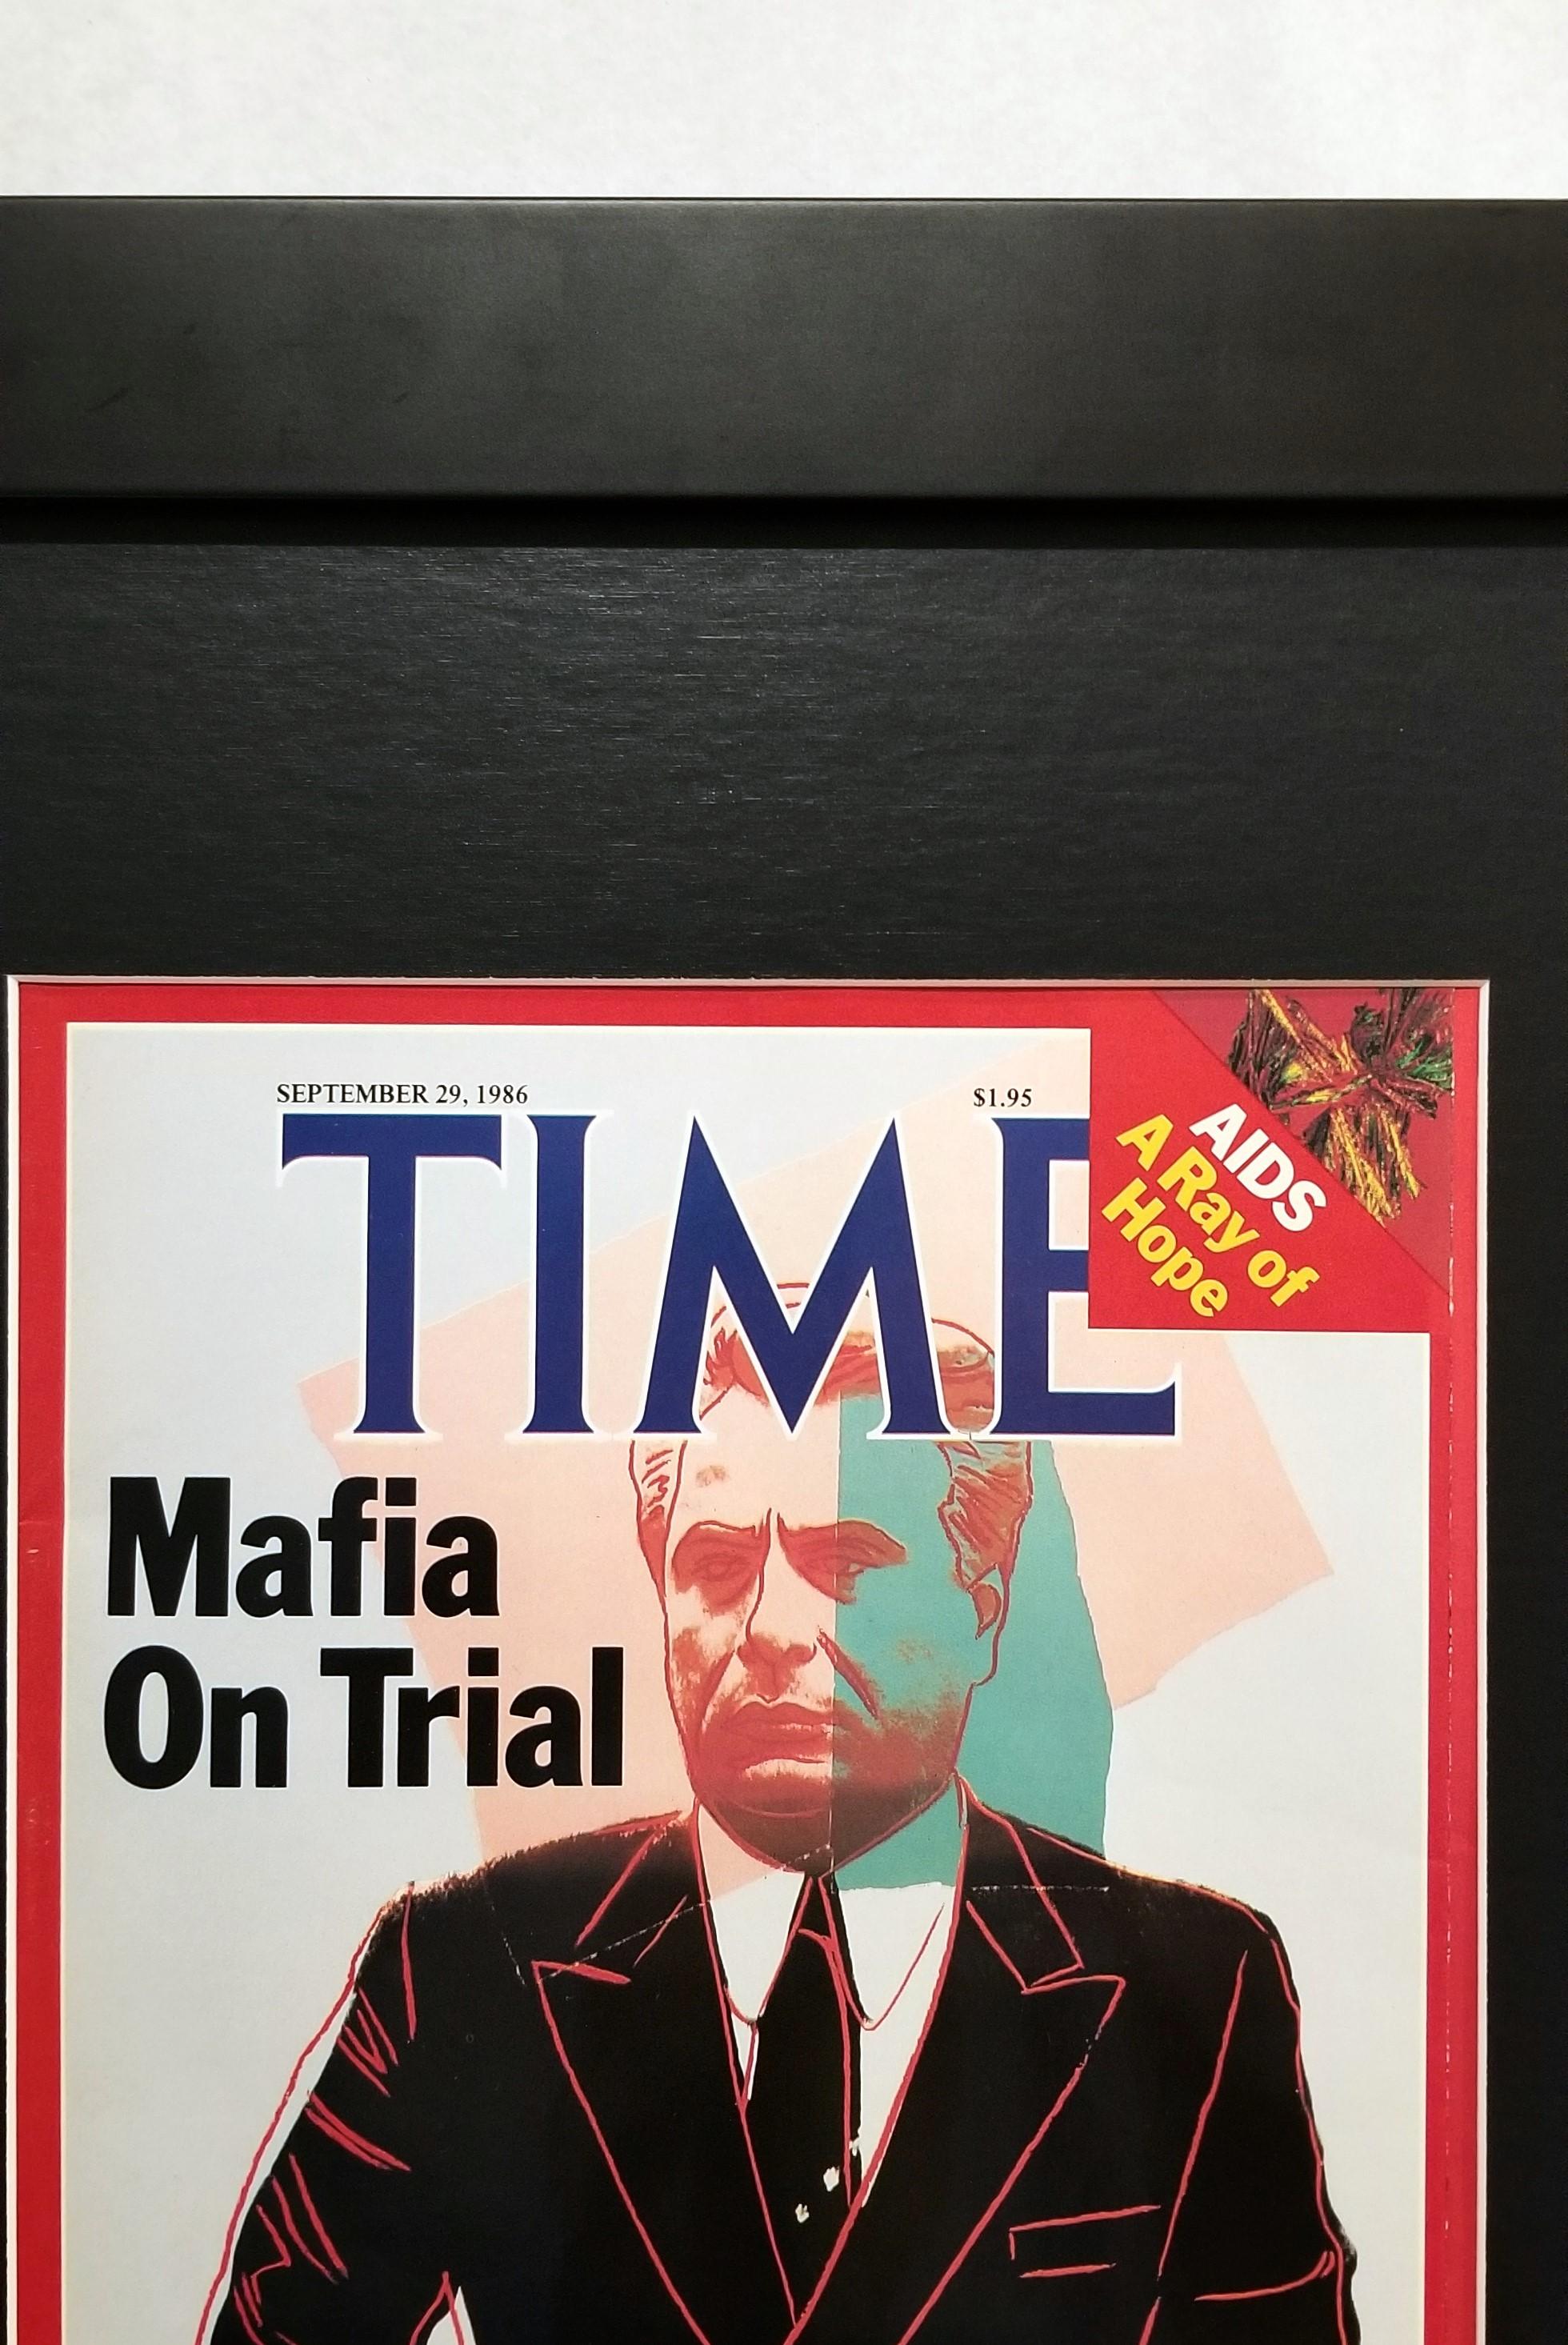 SEPTEMBER 29, 1986
$1.95
TIME
AIDS
A Ray of
Hope
Mafia
On Trial